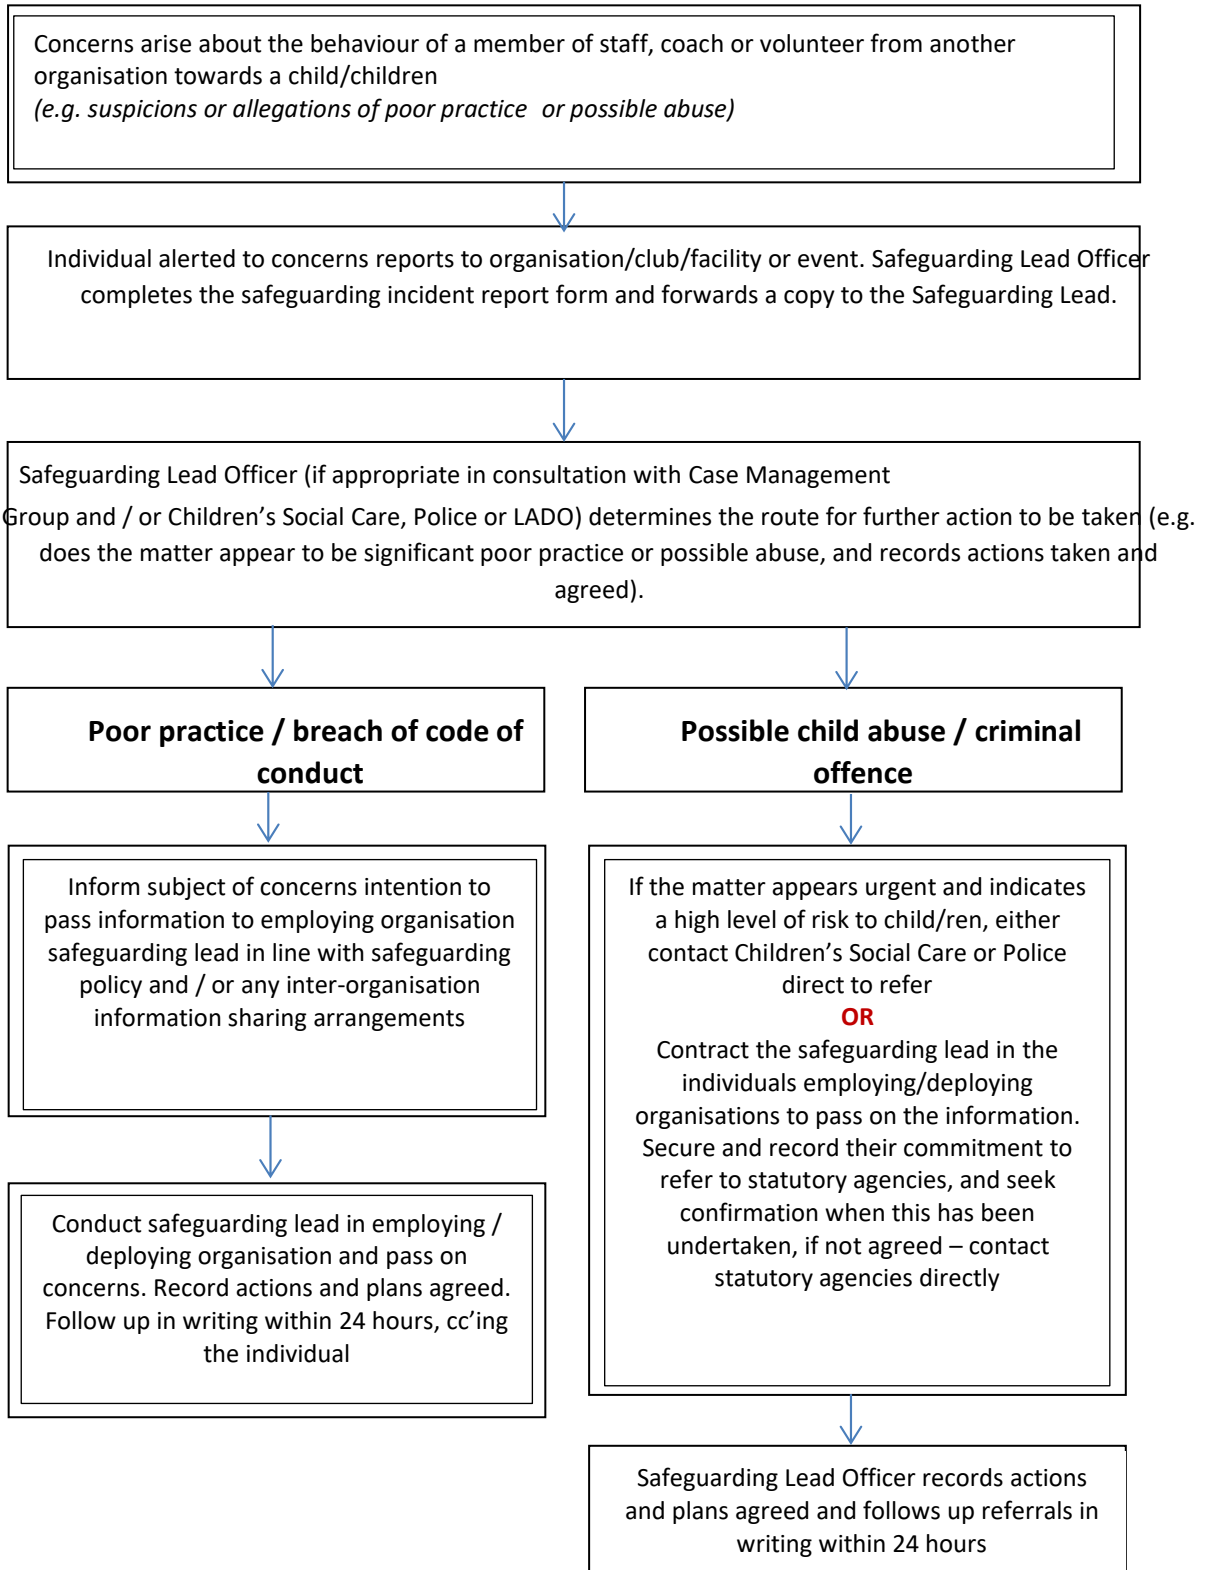 Concerns arise about the behaviour of a member of staff, coach or volunteer from another
organisation towards a child/children
(e.g. suspicions or allegations of poor practice or possible abuse)
Individual alerted to concerns reports to organisation/club/facility or event. Safeguarding Lead Officer
completes the safeguarding incident report form and forwards a copy to the Safeguarding Lead.
Safeguarding Lead Officer (if appropriate in consultation with Case Management
Group and / or Children’s Social Care, Police or LADO) determines the route for further action to be taken (e.g.
does the matter appear to be significant poor practice or possible abuse, and records actions taken and
agreed).
Poor practice / breach of code of
conduct
Inform subject of concerns intention to
pass information to employing organisation
safeguarding lead in line with safeguarding
policy and / or any inter-organisation
information sharing arrangements
Conduct safeguarding lead in employing /
deploying organisation and pass on
concerns. Record actions and plans agreed.
Follow up in writing within 24 hours, cc’ing
the individual
Possible child abuse / criminal
offence
If the matter appears urgent and indicates
a high level of risk to child/ren, either
contact Children’s Social Care or Police
direct to refer
OR
Contract the safeguarding lead in the
individuals employing/deploying
organisations to pass on the information.
Secure and record their commitment to
refer to statutory agencies, and seek
confirmation when this has been
undertaken, if not agreed – contact
statutory agencies directly
Safeguarding Lead Officer records actions
and plans agreed and follows up referrals in
writing within 24 hours